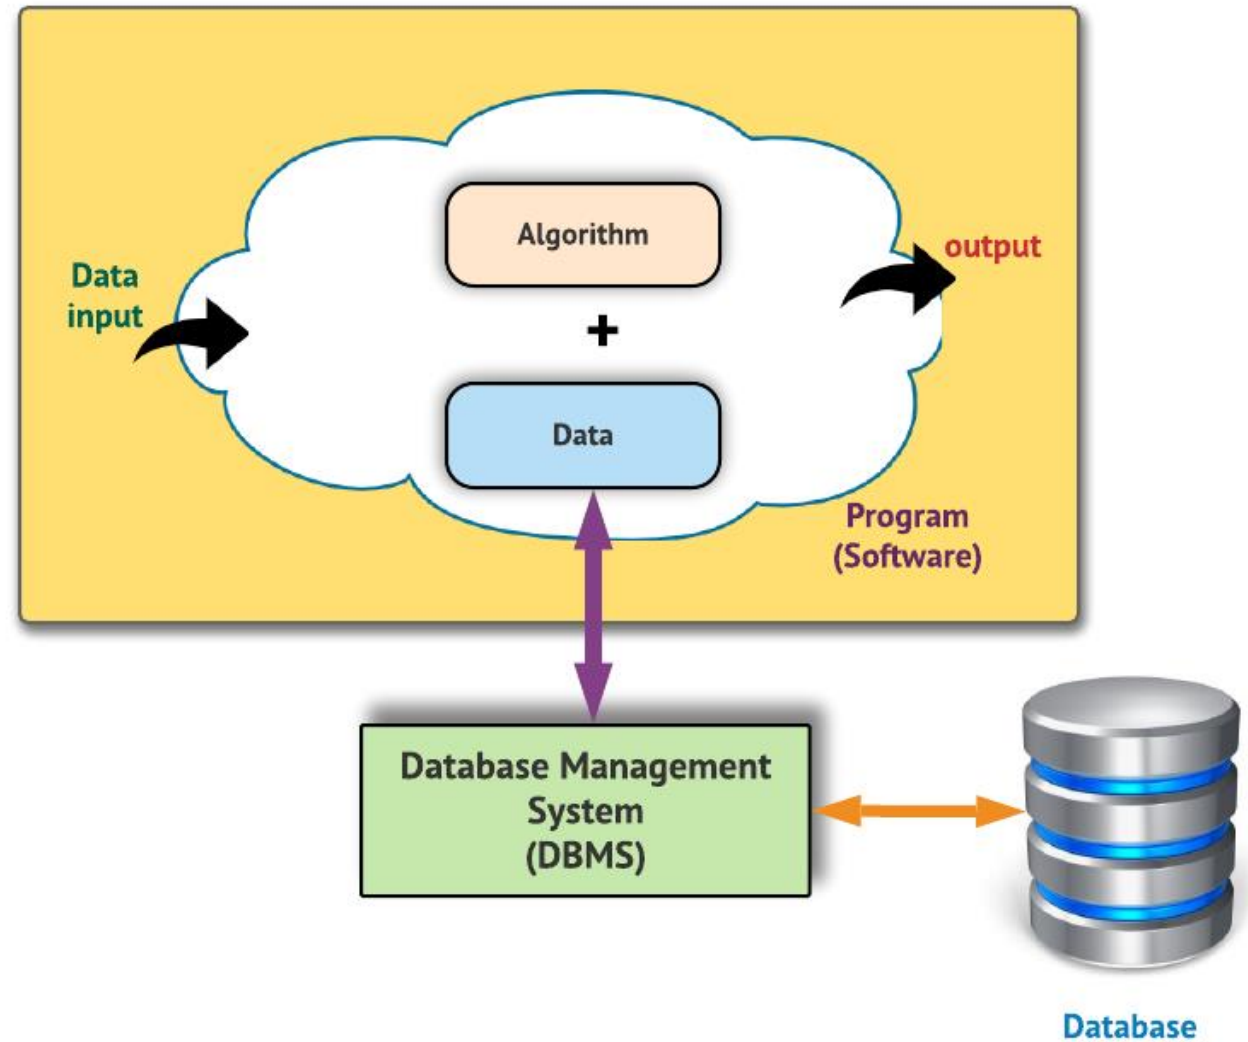 Algorithm
Data
input
output
+
Data
Program
(Software)
Database Management
System
(DBMS)
Database